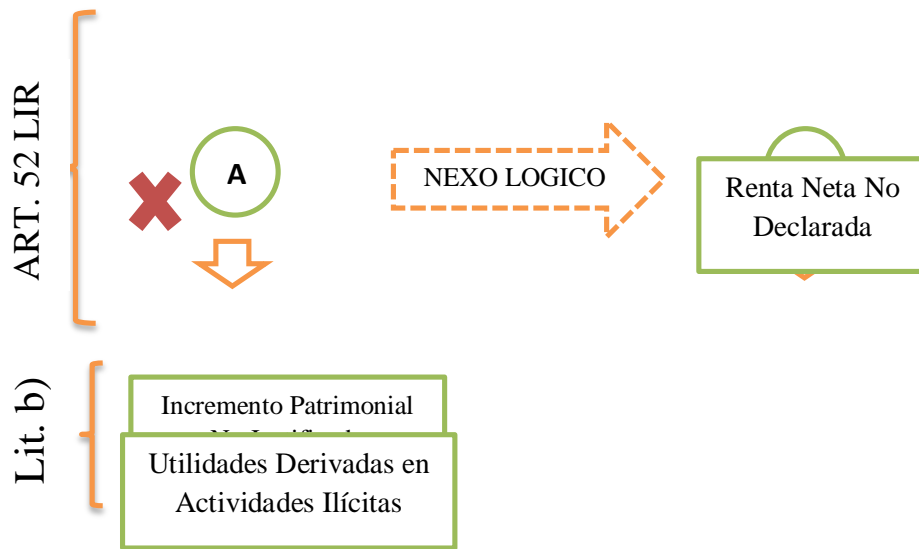 ART. 52 LIR
A
NEXO LOGICO
Renta Neta No
Declarada
Lit. b)
Incremento Patrimonial
Utilidades Derivadas en
Actividades Ilícitas